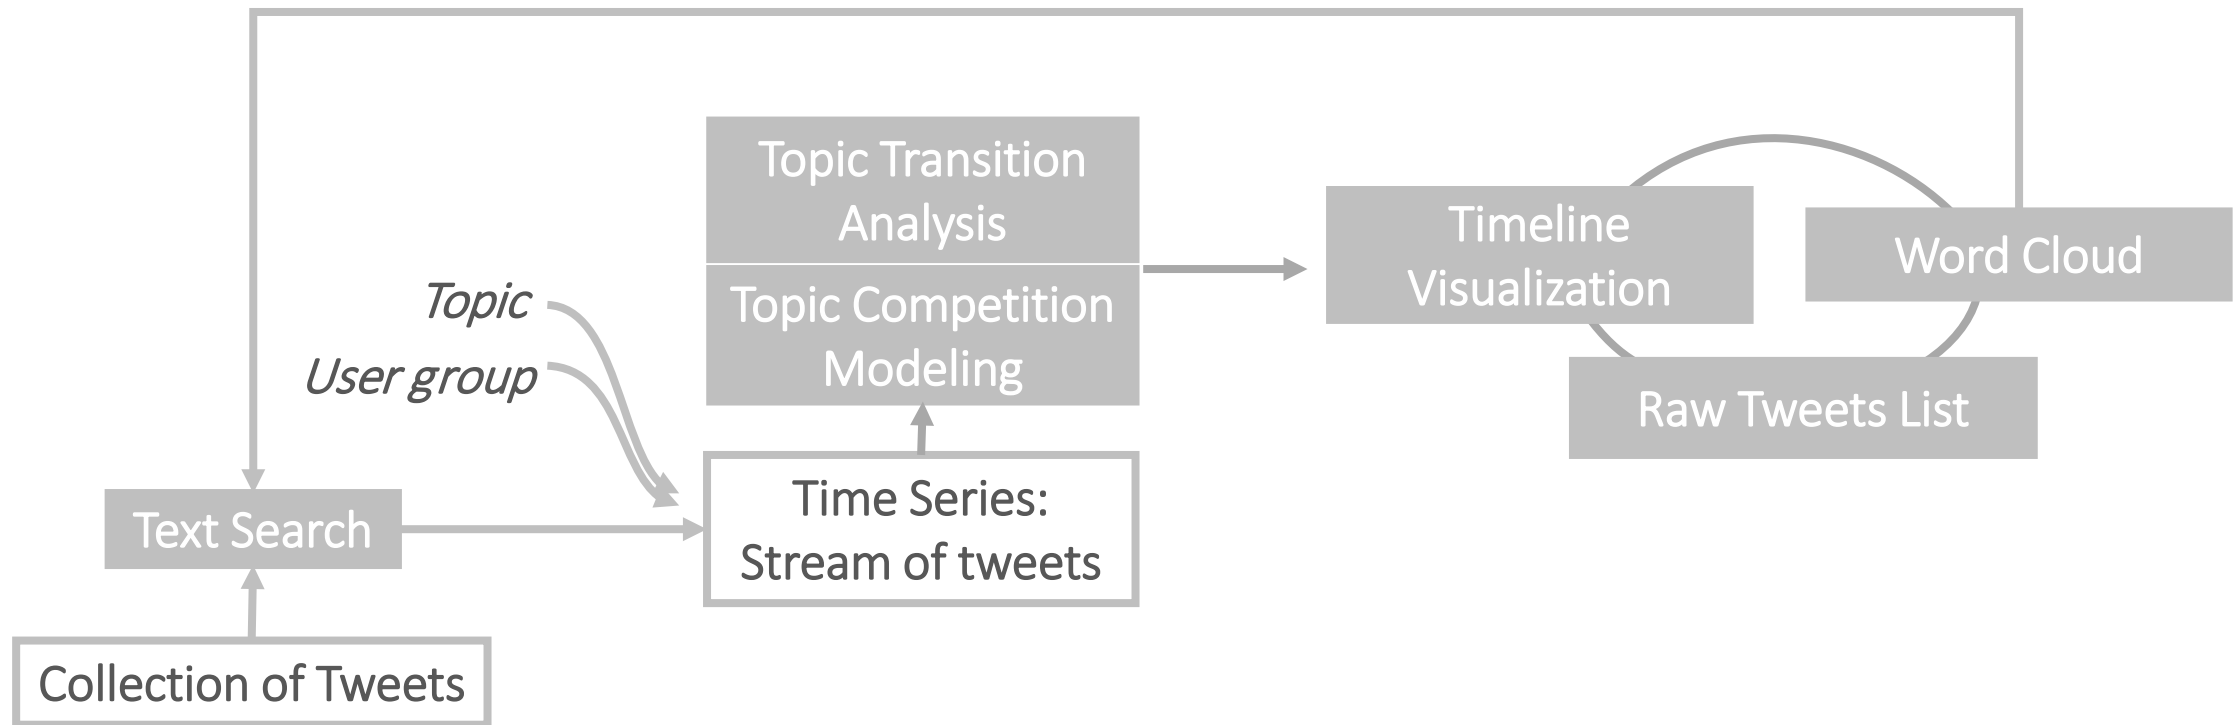 Topic Transition
Analysis
Topic Competition
Modeling
Timeline
Visualization
Word Cloud
Raw Tweets List
Topic
User group
Text Search
Time Series:
Stream of tweets
Collection of Tweets